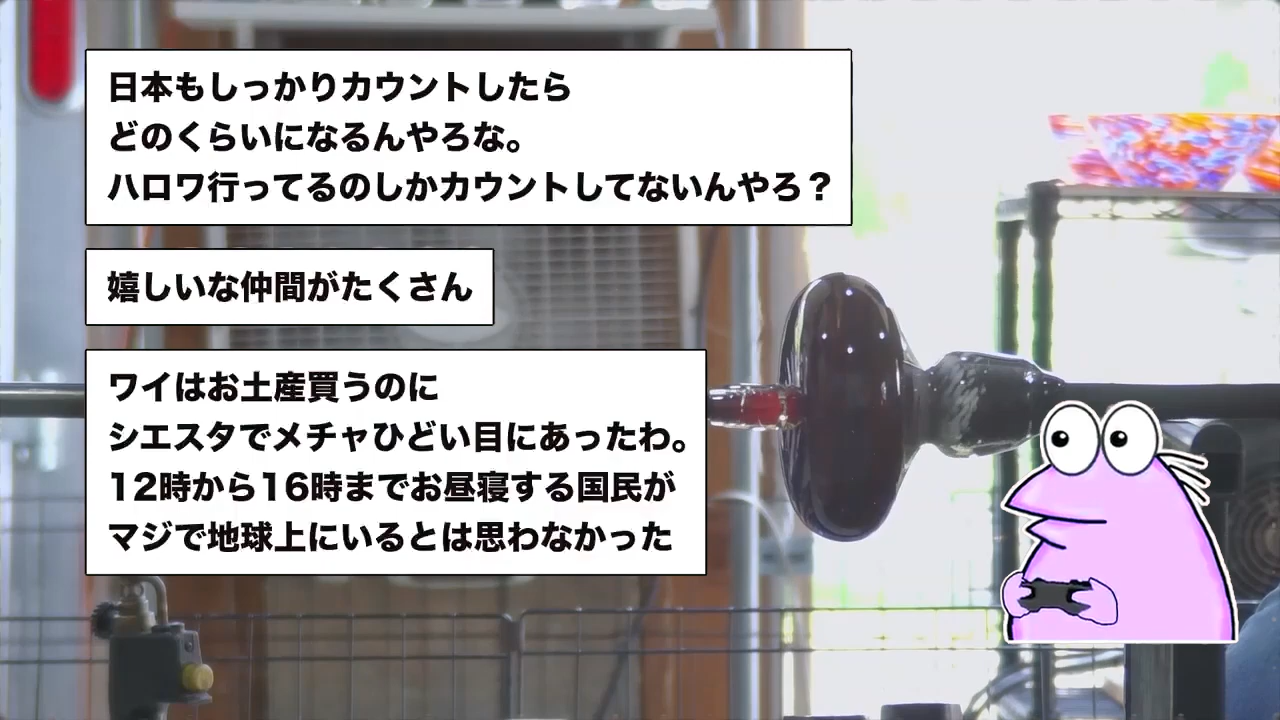 日本もしっかりカウントしたら
どのくらいになるんやろな。
ハロワ行ってるのしかカウントしてないんやろ？
嬉しいな仲間がたくさん
ワイはお土産買うのに
シエスタでメチャひどい目にあったわ。
12時から16時までお昼寝する国民が
マジで地球上にいるとは思わなかった